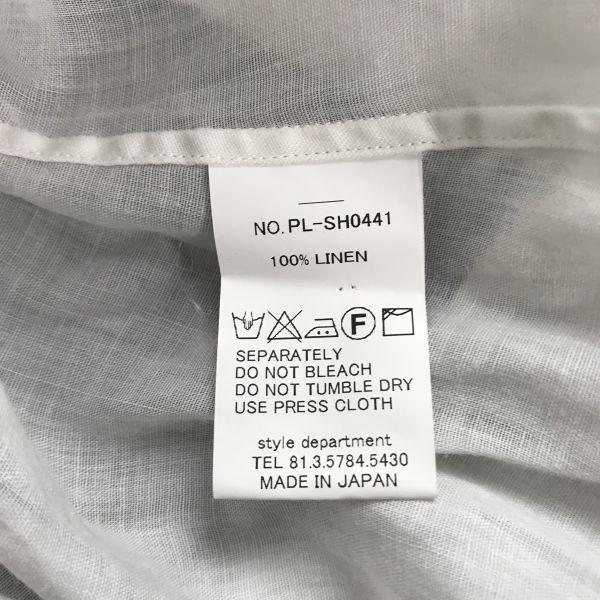 NO. PL-SH0441
100% LINEN
F
SEPARATELY
DO NOT BLEACH
DO NOT TUMBLE DRY
USE PRESS CLOTH
style department
TEL 81.3.5784.5430
MADE IN JAPAN